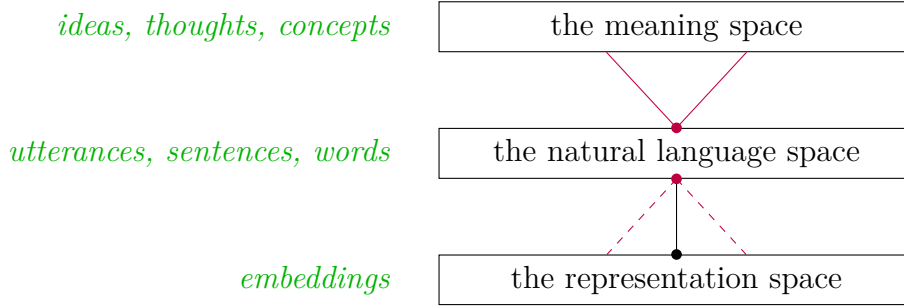 ideas, thoughts, concepts the meaning space
utterances, sentences, words the natural language space
embeddings the representation space